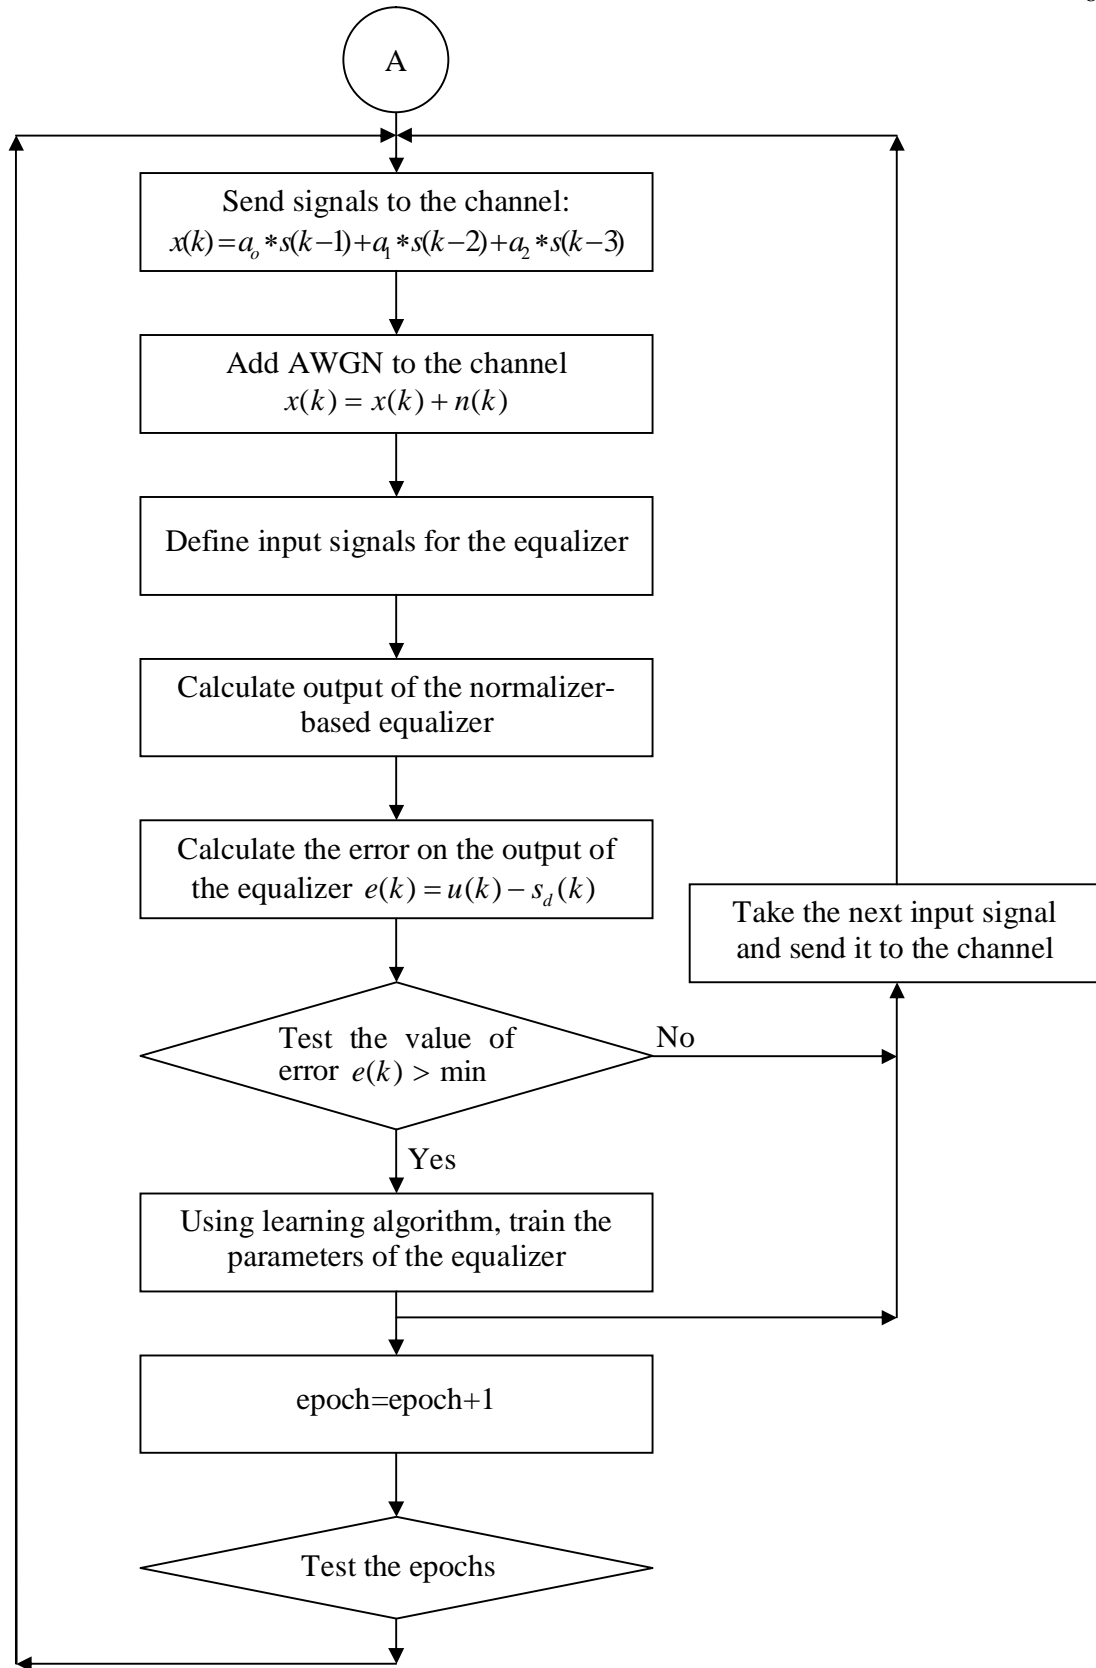 A
Send signals to the channel:
x(k)=a_o*s(k−1)+a_1*s(k−2)+a_2*s(k−3)
Add AWGN to the channel
x(k) = x(k) + n(k)
Define input signals for the equalizer
Calculate output of the normalizer-
based equalizer
Calculate the error on the output of
the equalizer e(k) = u(k) − s_d(k)
Take the next input signal
and send it to the channel
Test the value of
error e(k) > min
No
Yes
Using learning algorithm, train the
parameters of the equalizer
epoch=epoch+1
Test the epochs